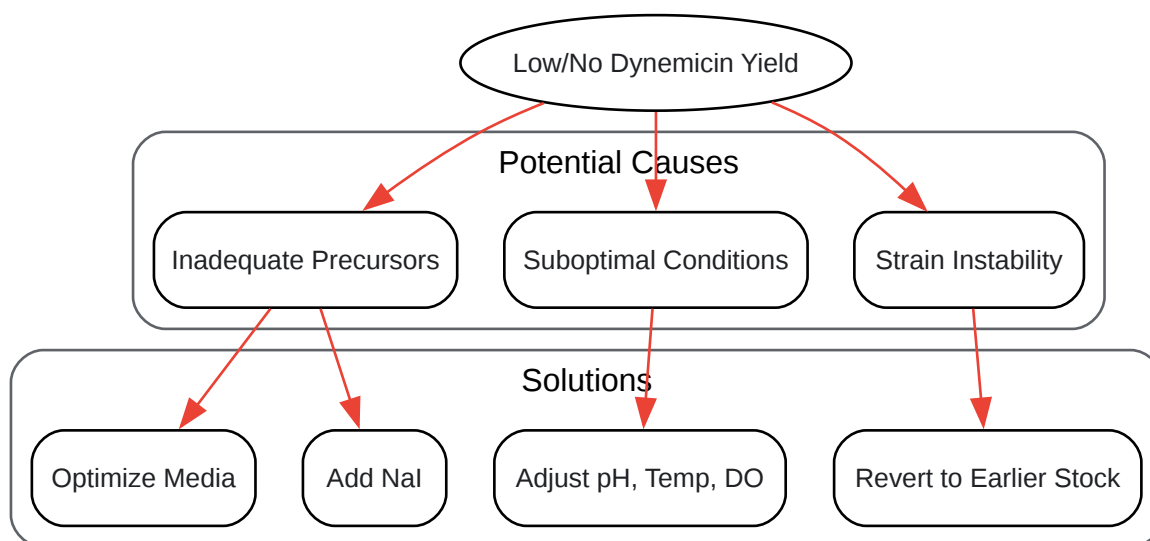 Low/No Dynemicin Yield
Potential Causes
Inadequate Precursors
Suboptimal Conditions
Strain Instability
Solutions
Optimize Media
Add NaI
Adjust pH, Temp, DO
Revert to Earlier Stock